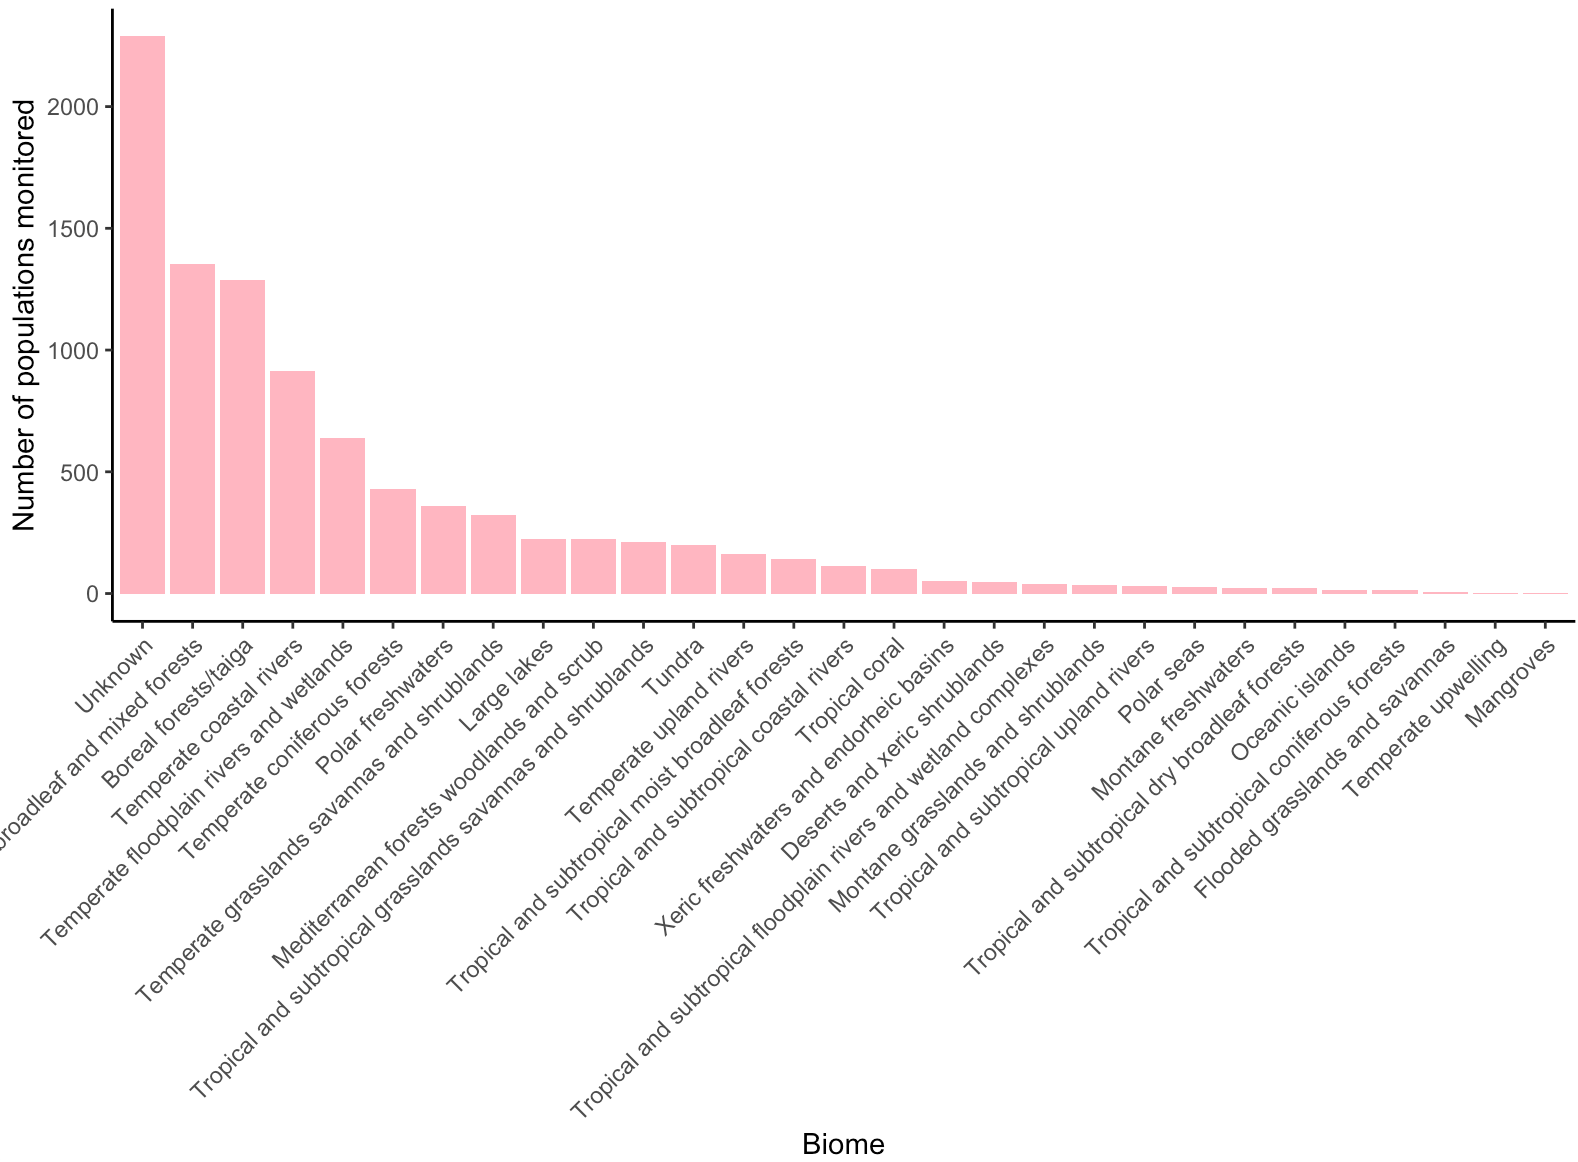 Number of populations monitored
2000
1500
1000
500
0
Unknown
broadleaf and mixed forests
Boreal forests/taiga
Temperate coastal rivers
Temperate floodplain rivers and wetlands
Temperate coniferous forests
Polar freshwaters
Temperate grasslands savannas and shrublands
Large lakes
Mediterranean forests woodlands and scrub
Tropical and subtropical grasslands savannas and shrublands
Tundra
Temperate upland rivers
Tropical and subtropical moist broadleaf forests
Tropical and subtropical coastal rivers
Tropical coral
Xeric freshwaters and endorheic basins
Deserts and xeric shrublands
Tropical and subtropical floodplain rivers and wetland complexes
Montane grasslands and shrublands
Tropical and subtropical upland rivers
Polar seas
Montane freshwaters
Tropical and subtropical dry broadleaf forests
Oceanic islands
Tropical and subtropical coniferous forests
Flooded grasslands and savannas
Temperate upwelling
Mangroves
Biome